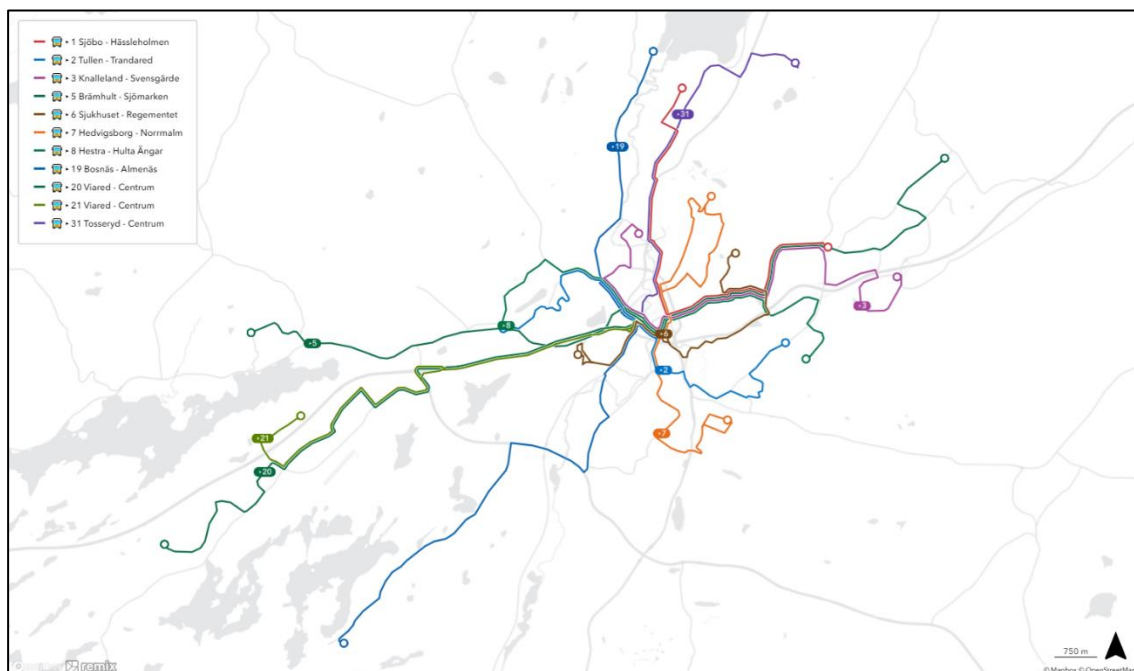 1 Sjöbo - Hässleholmen
2 Tullen - Trandared
3 Knalleland - Svensgärde
5 Brämhult - Sjömarken
6 Sjukhuset - Regementet
7 Hedvigsborg - Norrmalm
8 Hestra - Hulta Ängar
19 Bosnäs - Almenäs
20 Viared - Centrum
21 Viared - Centrum
31 Tosseryd - Centrum
31
19
3
8
6
5
2
7
21
20
750 m
remix
© Mapbox © OpenStreetMap